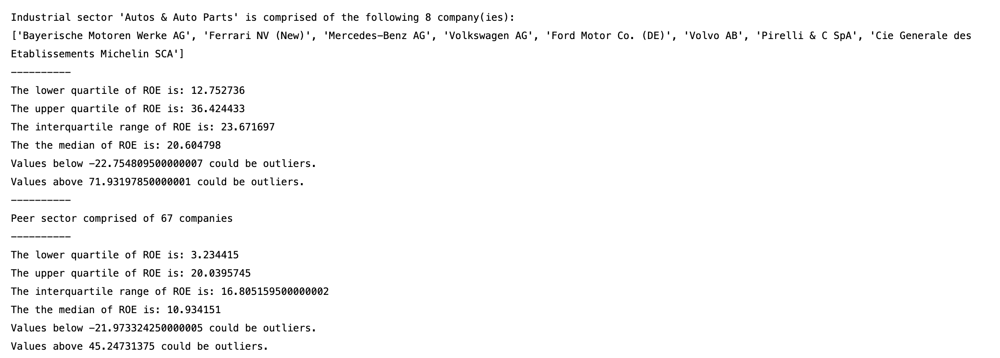 Industrial sector 'Autos & Auto Parts' is comprised of the following 8 company(ies):
['Bayerische Motoren Werke AG', 'Ferrari NV (New)', 'Mercedes-Benz AG', 'Volkswagen AG', 'Ford Motor Co. (DE)', 'Volvo AB', 'Pirelli & C SpA', 'Cie Generale des
Etablissements Michelin SCA']
----------
The lower quartile of ROE is: 12.752736
The upper quartile of ROE is: 36.424433
The interquartile range of ROE is: 23.671697
The the median of ROE is: 20.604798
Values below -22.754809500000007 could be outliers.
Values above 71.93197850000001 could be outliers.
----------
Peer sector comprised of 67 companies
----------
The lower quartile of ROE is: 3.234415
The upper quartile of ROE is: 20.0395745
The interquartile range of ROE is: 16.805159500000002
The the median of ROE is: 10.934151
Values below -21.973324250000005 could be outliers.
Values above 45.24731375 could be outliers.